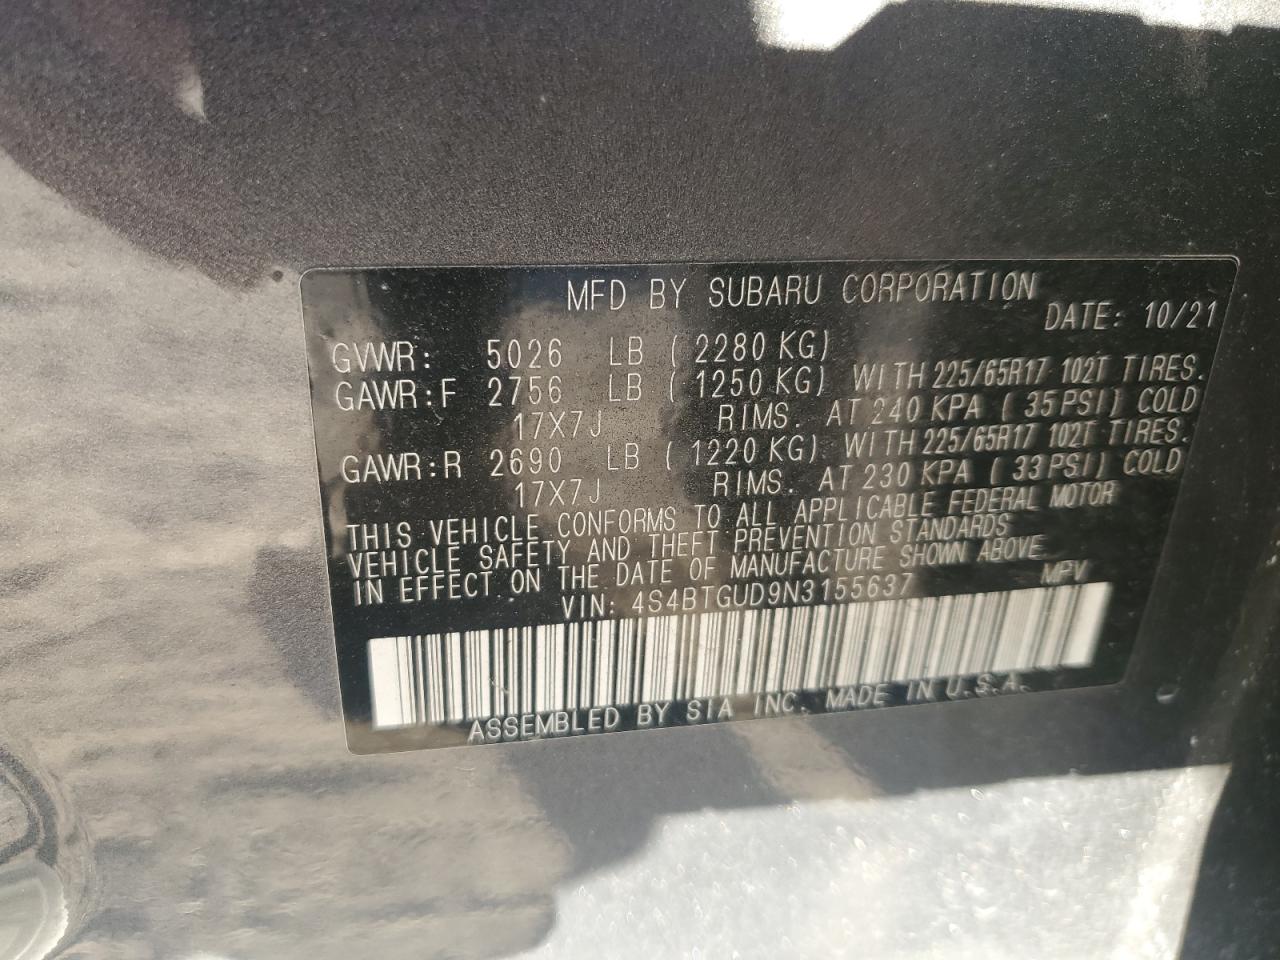 MFD BY SUBARU CORPORATION
DATE: 10/21
GVWR: 5026 LB ( 2280 KG)
GAWR:F 2756 LB ( 1250 KG) WITH 225/65R17 102T TIRES.
17X7J RIMS. AT 240 KPA ( 35PSI) COLD
GAWR:R 2690 LB ( 1220 KG) WITH 225/65R17 102T TIRES.
17X7J RIMS. AT 230 KPA ( 33PSI) COLD
THIS VEHICLE CONFORMS TO ALL APPLICABLE FEDERAL MOTOR
VEHICLE SAFETY AND THEFT PREVENTION STANDARDS
IN EFFECT ON THE DATE OF MANUFACTURE SHOWN ABOVE
VIN: 4S4BTGUD9N3155637 MPV
ASSEMBLED BY SIA INC. MADE IN U.S.A.